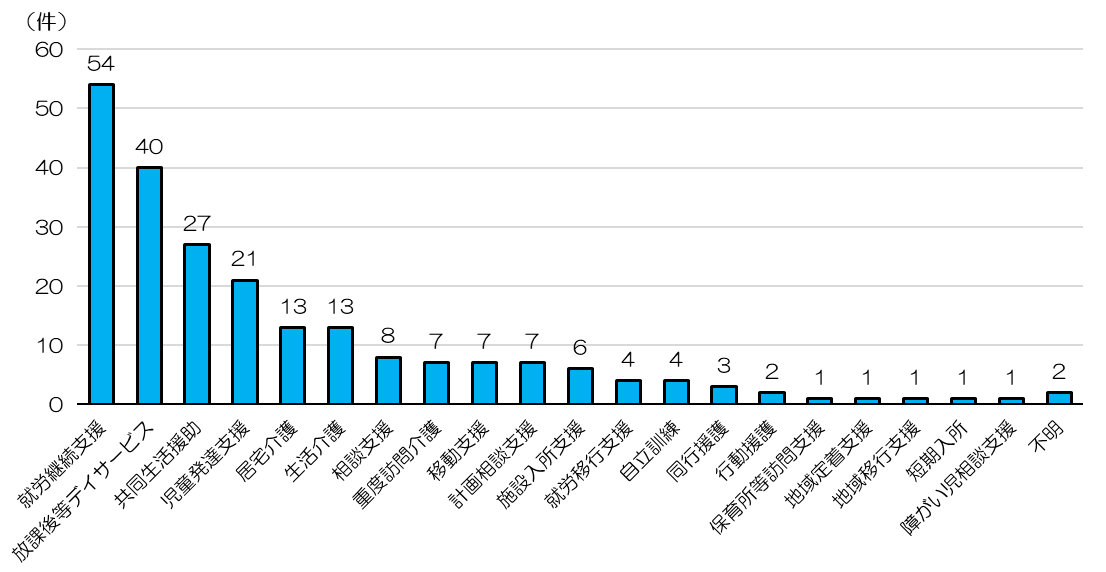 （件）
60
50
40
30
20
10
0
54
40
27
21
13
13
8
7
7
7
6
4
4
3
2
1
1
1
1
1
2
就労継続支援
放課後等デイサービス
共同生活援助
児童発達支援
居宅介護
生活介護
相談支援
重度訪問介護
移動支援
計画相談支援
施設入所支援
就労移行支援
自立訓練
同行援護
行動援護
保育所等訪問支援
地域定着支援
地域移行支援
短期入所
障がい児相談支援
不明